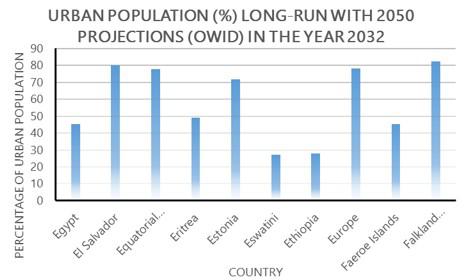 URBAN POPULATION (%) LONG-RUN WITH 2050
PROJECTIONS (OWID) IN THE YEAR 2032
PERCENTAGE OF URBAN POPULATION
90
80
70
60
50
40
30
20
10
0
Egypt
El Salvador
Equatorial...
Eritrea
Estonia
Eswatini
Ethiopia
Europe
Faeroe Islands
Falkland...
COUNTRY